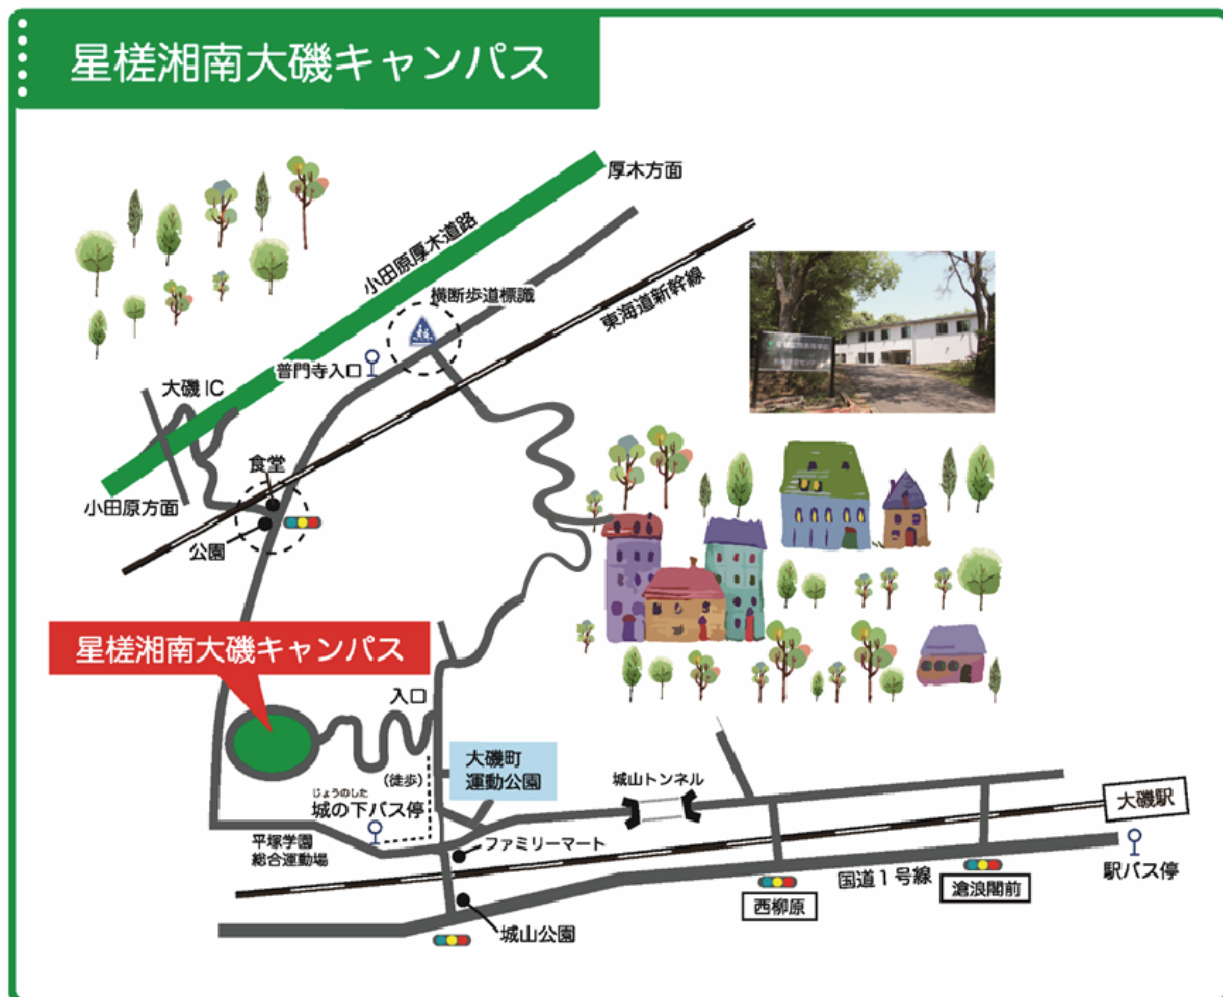 星槎湘南大磯キャンパス
厚木方面
小田原厚木道路
横断歩道標識
東海道新幹線
普門寺入口
大磯 IC
食堂
小田原方面
公園
星槎湘南大磯キャンパス
入口
大磯町
運動公園
(徒歩)
城山トンネル
じょうのした
城の下バス停
大磯駅
平塚学園
総合運動場
ファミリーマート
国道1号線
駅バス停
滄浪閣前
西柳原
城山公園